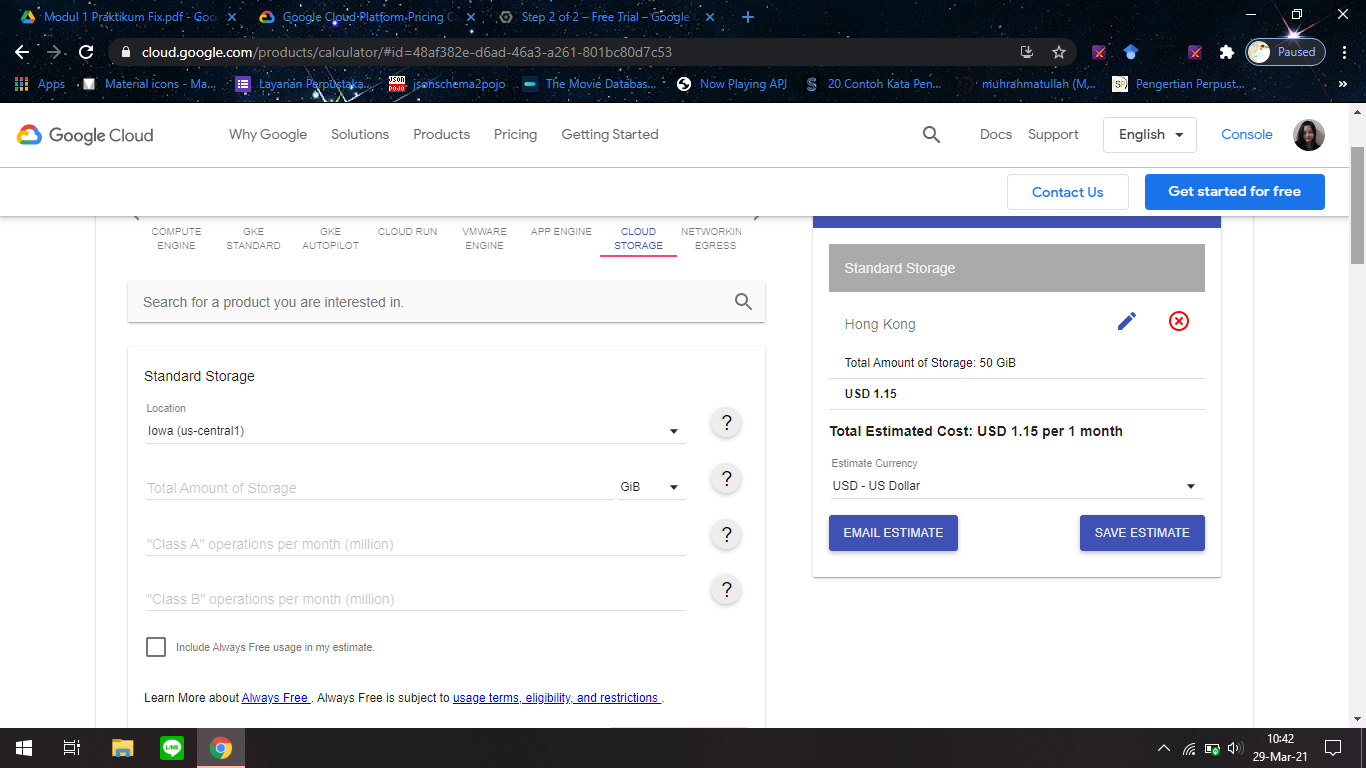 Modul 1 Praktikum Fix.pdf - Goo
Google Cloud Platform Pricing C
Step 2 of 2 – Free Trial – Google
cloud.google.com/products/calculator/#id=48af382e-d6ad-46a3-a261-801bc80d7c53
Paused
Apps
Material icons - Ma...
Layanan Perpustaka...
jsonschema2pojo
The Movie Databas...
Now Playing APJ
20 Contoh Kata Pen...
muhrahmatullah (M,...
Pengertian Perpust...
»
Google Cloud
Why Google
Solutions
Products
Pricing
Getting Started
Docs
Support
English
Console
Contact Us
Get started for free
COMPUTE
ENGINE
GKE
STANDARD
GKE
AUTOPILOT
CLOUD RUN
VMWARE
ENGINE
APP ENGINE
CLOUD
STORAGE
NETWORKIN
EGRESS
Search for a product you are interested in.
Standard Storage
Location
Iowa (us-central1)
?
Total Amount of Storage
GiB
?
"Class A" operations per month (million)
?
"Class B" operations per month (million)
?
Include Always Free usage in my estimate.
Learn More about Always Free . Always Free is subject to usage terms, eligibility, and restrictions .
Standard Storage
Hong Kong
Total Amount of Storage: 50 GiB
USD 1.15
Total Estimated Cost: USD 1.15 per 1 month
Estimate Currency
USD - US Dollar
EMAIL ESTIMATE
SAVE ESTIMATE
LINE
10:42
29-Mar-21